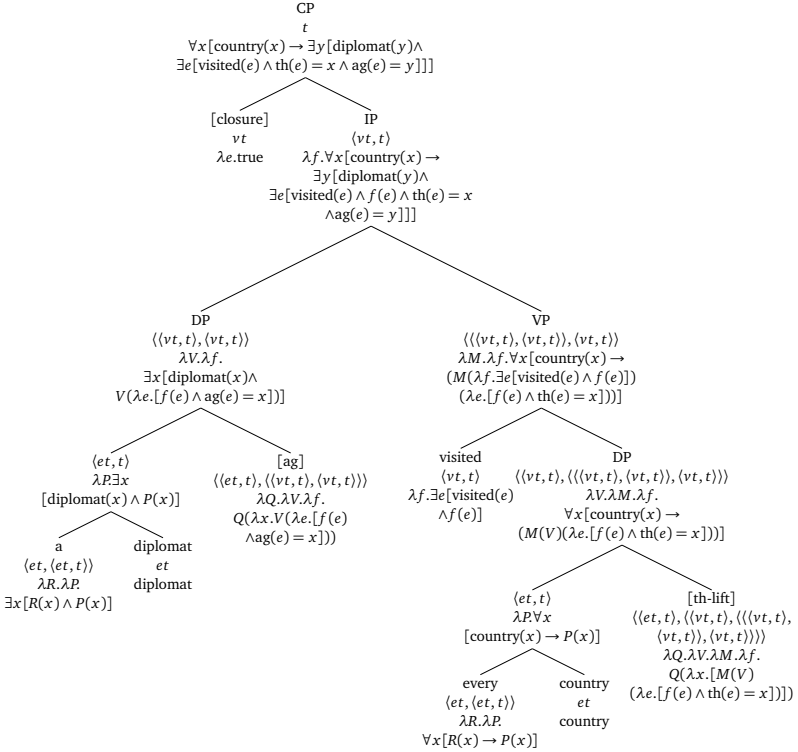 CP
t
∀x[country(x) → ∃y[diplomat(y)∧
∃e[visited(e) ∧ th(e) = x ∧ ag(e) = y]]]
[closure]
vt
λe.true
IP
⟨vt, t⟩
λf.∀x[country(x) →
∃y[diplomat(y)∧
∃e[visited(e) ∧ f(e) ∧ th(e) = x
∧ag(e) = y]]]
DP
⟨⟨vt, t⟩, ⟨vt, t⟩⟩
λV.λf.
∃x[diplomat(x)∧
V(λe.[f(e) ∧ ag(e) = x])]
VP
⟨⟨⟨vt, t⟩, ⟨vt, t⟩⟩, ⟨vt, t⟩⟩
λM.λf.∀x[country(x) →
(M(λf.∃e[visited(e) ∧ f(e)])
(λe.[f(e) ∧ th(e) = x]))]
⟨et, t⟩
λP.∃x
[diplomat(x) ∧ P(x)]
[ag]
⟨⟨et, t⟩, ⟨⟨vt, t⟩, ⟨vt, t⟩⟩⟩
λQ.λV.λf.
Q(λx.V(λe.[f(e)
∧ag(e) = x]))
visited
⟨vt, t⟩
λf.∃e[visited(e)
∧f(e)]
DP
⟨⟨vt, t⟩, ⟨⟨⟨vt, t⟩, ⟨vt, t⟩⟩, ⟨vt, t⟩⟩⟩
λV.λM.λf.
∀x[country(x) →
(M(V)(λe.[f(e) ∧ th(e) = x]))]
a
⟨et, ⟨et, t⟩⟩
λR.λP.
∃x[R(x) ∧ P(x)]
diplomat
et
diplomat
⟨et, t⟩
λP.∀x
[country(x) → P(x)]
[th-lift]
⟨⟨et, t⟩, ⟨⟨vt, t⟩, ⟨⟨⟨vt, t⟩,
⟨vt, t⟩⟩, ⟨vt, t⟩⟩⟩⟩
λQ.λV.λM.λf.
Q(λx.[M(V)
(λe.[f(e) ∧ th(e) = x])])
every
⟨et, ⟨et, t⟩⟩
λR.λP.
∀x[R(x) → P(x)]
country
et
country